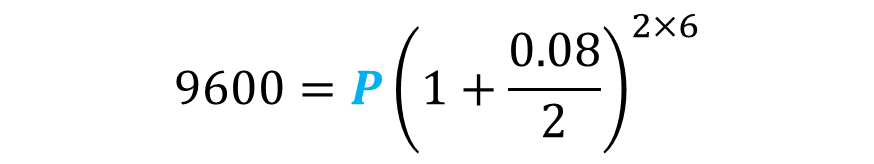 9600 = P(1 + 0.08/2)^{2×6}